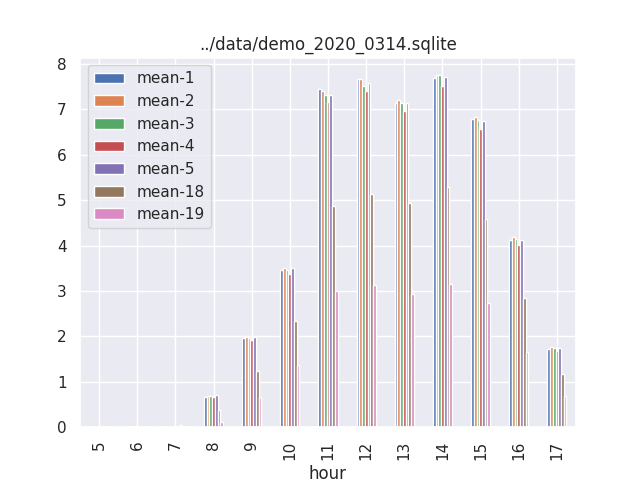 ../data/demo_2020_0314.sqlite
8
7
6
5
4
3
2
1
0
mean-1
mean-2
mean-3
mean-4
mean-5
mean-18
mean-19
5 6 7 8 9 10 11 12 13 14 15 16 17
hour